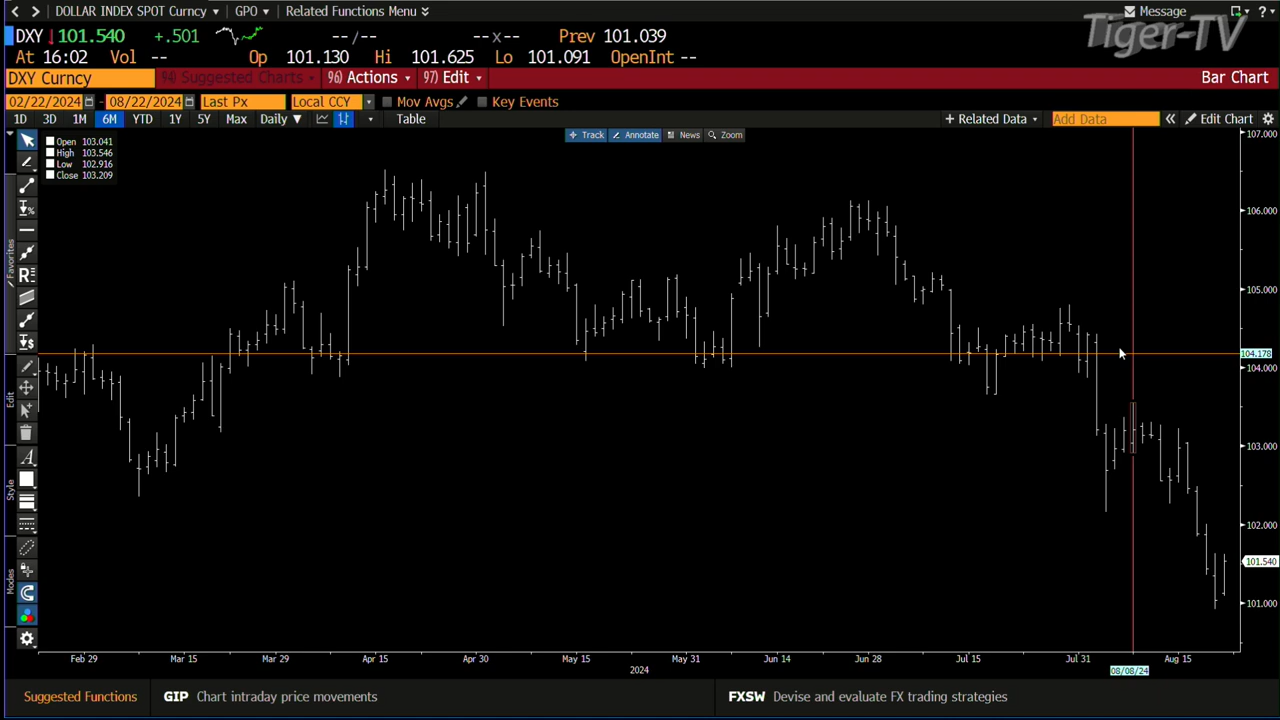 DOLLAR INDEX SPOT Curncy GPO Related Functions Menu Message ?
Tiger-TV
DXY 101.540 +.501 -- / -- -- x -- Prev 101.039
At 16:02 Vol -- Op 101.130 Hi 101.625 Lo 101.091 OpenInt --
DXY Curncy 94) Suggested Charts 96) Actions 97) Edit Bar Chart
02/22/2024 - 08/22/2024 Last Px Local CCY Mov Avgs Key Events
1D 3D 1M 6M YTD 1Y 5Y Max Daily Table + Related Data Add Data Edit Chart
Track Annotate News Zoom
Open 103.041
High 103.546
Low 102.916
Close 103.209
107.000
106.000
105.000
104.178
104.000
103.000
102.000
101.540
101.000
Favorites
Edit
Style
Modes
Feb 29 Mar 15 Mar 29 Apr 15 Apr 30 May 15 May 31 Jun 14 Jun 28 Jul 15 Jul 31 Aug 15
2024 08/08/24
Suggested Functions GIP Chart intraday price movements FXSW Devise and evaluate FX trading strategies